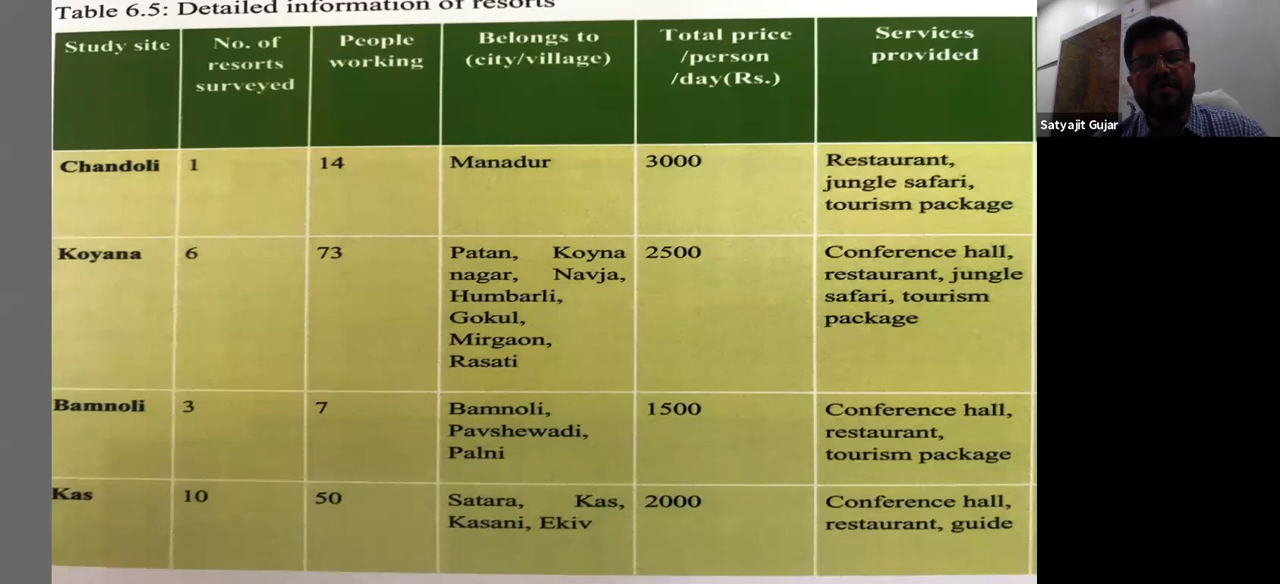 Table 6.5: Detailed information of resorts
Study site
No. of
resorts
surveyed
People
working
Belongs to
(city/village)
Total price
/person
/day(Rs.)
Services
provided
Chandoli
1
14
Manadur
3000
Restaurant,
jungle safari,
tourism package
Koyana
6
73
Patan, Koyna
nagar, Navja,
Humbarli,
Gokul,
Mirgaon,
Rasati
2500
Conference hall,
restaurant, jungle
safari, tourism
package
Bamnoli
3
7
Bamnoli,
Pavshewadi,
Palni
1500
Conference hall,
restaurant,
tourism package
Kas
10
50
Satara, Kas,
Kasani, Ekiv
2000
Conference hall,
restaurant, guide
Satyajit Gujar